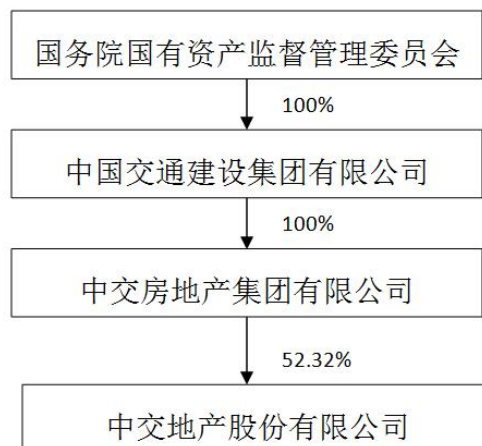 国务院国有资产监督管理委员会
100%
中国交通建设集团有限公司
100%
中交房地产集团有限公司
52.32%
中交地产股份有限公司